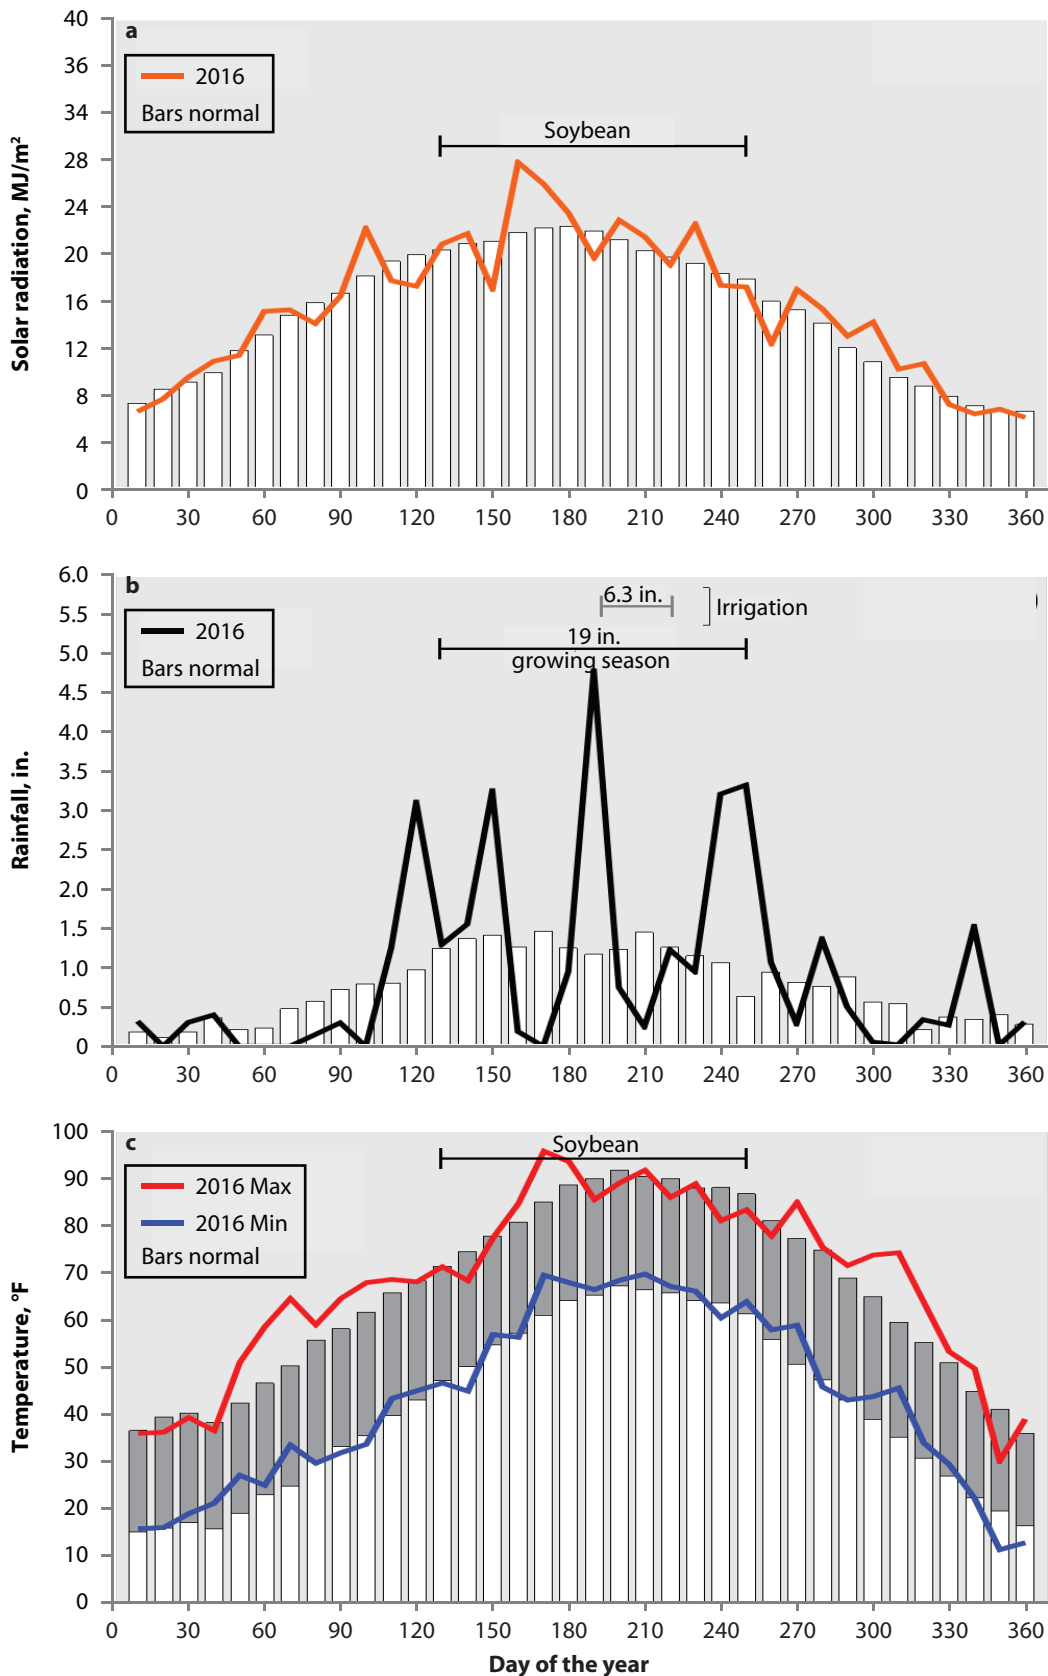 a
40
36
34
28
24
20
16
12
8
4
0
Solar radiation, MJ/m²
2016
Bars normal
Soybean
0 30 60 90 120 150 180 210 240 270 300 330 360
b
6.0
5.5
5.0
4.5
4.0
3.5
3.0
2.5
2.0
1.5
1.0
0.5
0
Rainfall, in.
2016
Bars normal
6.3 in.
Irrigation
19 in.
growing season
0 30 60 90 120 150 180 210 240 270 300 330 360
c
100
90
80
70
60
50
40
30
20
10
0
Temperature, °F
2016 Max
2016 Min
Bars normal
Soybean
0 30 60 90 120 150 180 210 240 270 300 330 360
Day of the year